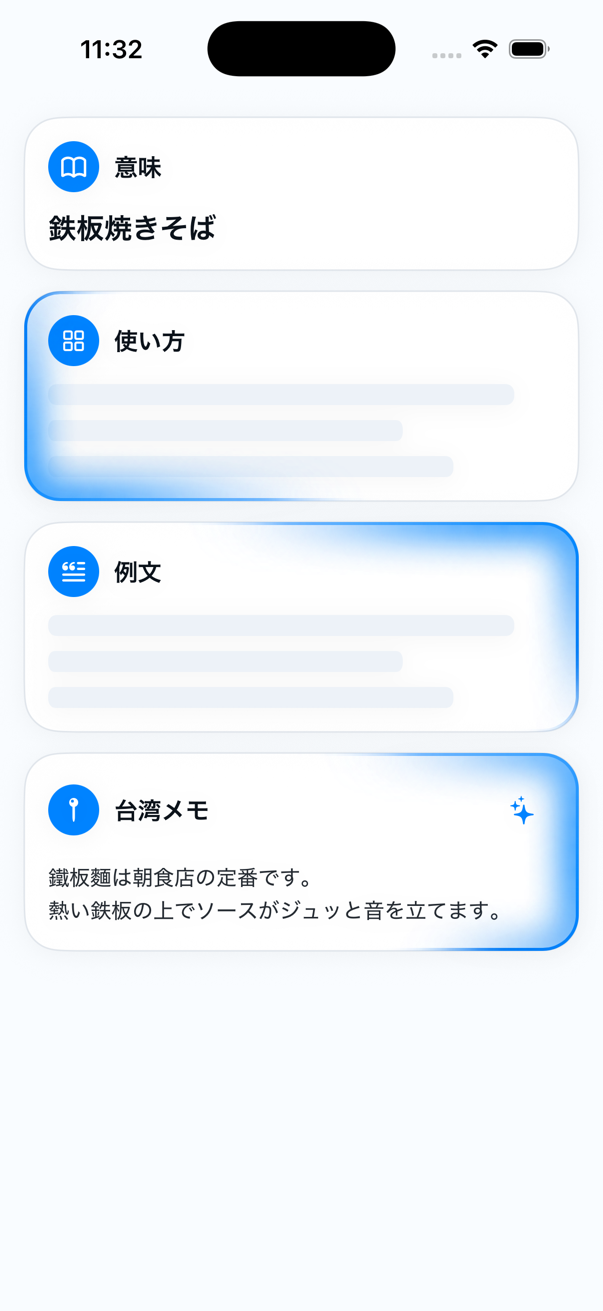 11:32
意味
鉄板焼きそば
使い方
例文
台湾メモ
鐵板麵は朝食店の定番です。
熱い鉄板の上でソースがジュッと音を立てます。